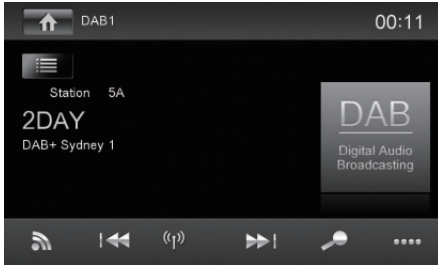 DAB1
00:11
Station 5A
2DAY
DAB+ Sydney 1
DAB
Digital Audio
Broadcasting